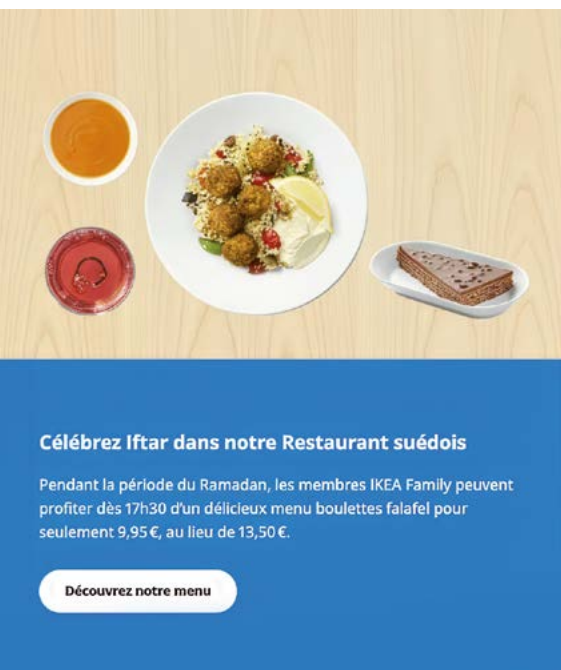 Célébrez Iftar dans notre Restaurant suédois
Pendant la période du Ramadan, les membres IKEA Family peuvent
profiter dès 17h30 d’un délicieux menu boulettes falafel pour
seulement 9,95 €, au lieu de 13,50 €.
Découvrez notre menu